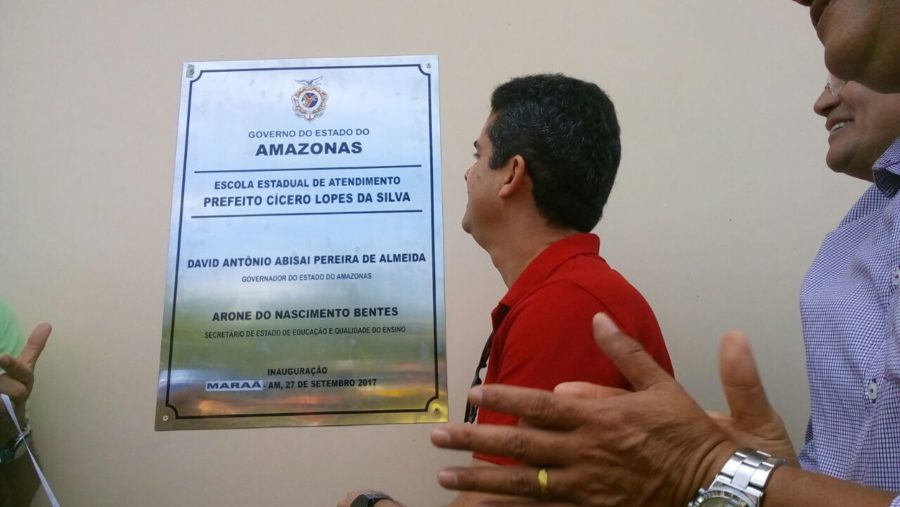 GOVERNO DO ESTADO DO
AMAZONAS
ESCOLA ESTADUAL DE ATENDIMENTO
PREFEITO CÍCERO LOPES DA SILVA
DAVID ANTÔNIO ABISAI PEREIRA DE ALMEIDA
GOVERNADOR DO ESTADO DO AMAZONAS
ARONE DO NASCIMENTO BENTES
SECRETÁRIO DE ESTADO DE EDUCAÇÃO E QUALIDADE DO ENSINO
INAUGURAÇÃO
MARAÃ - AM, 27 DE SETEMBRO 2017